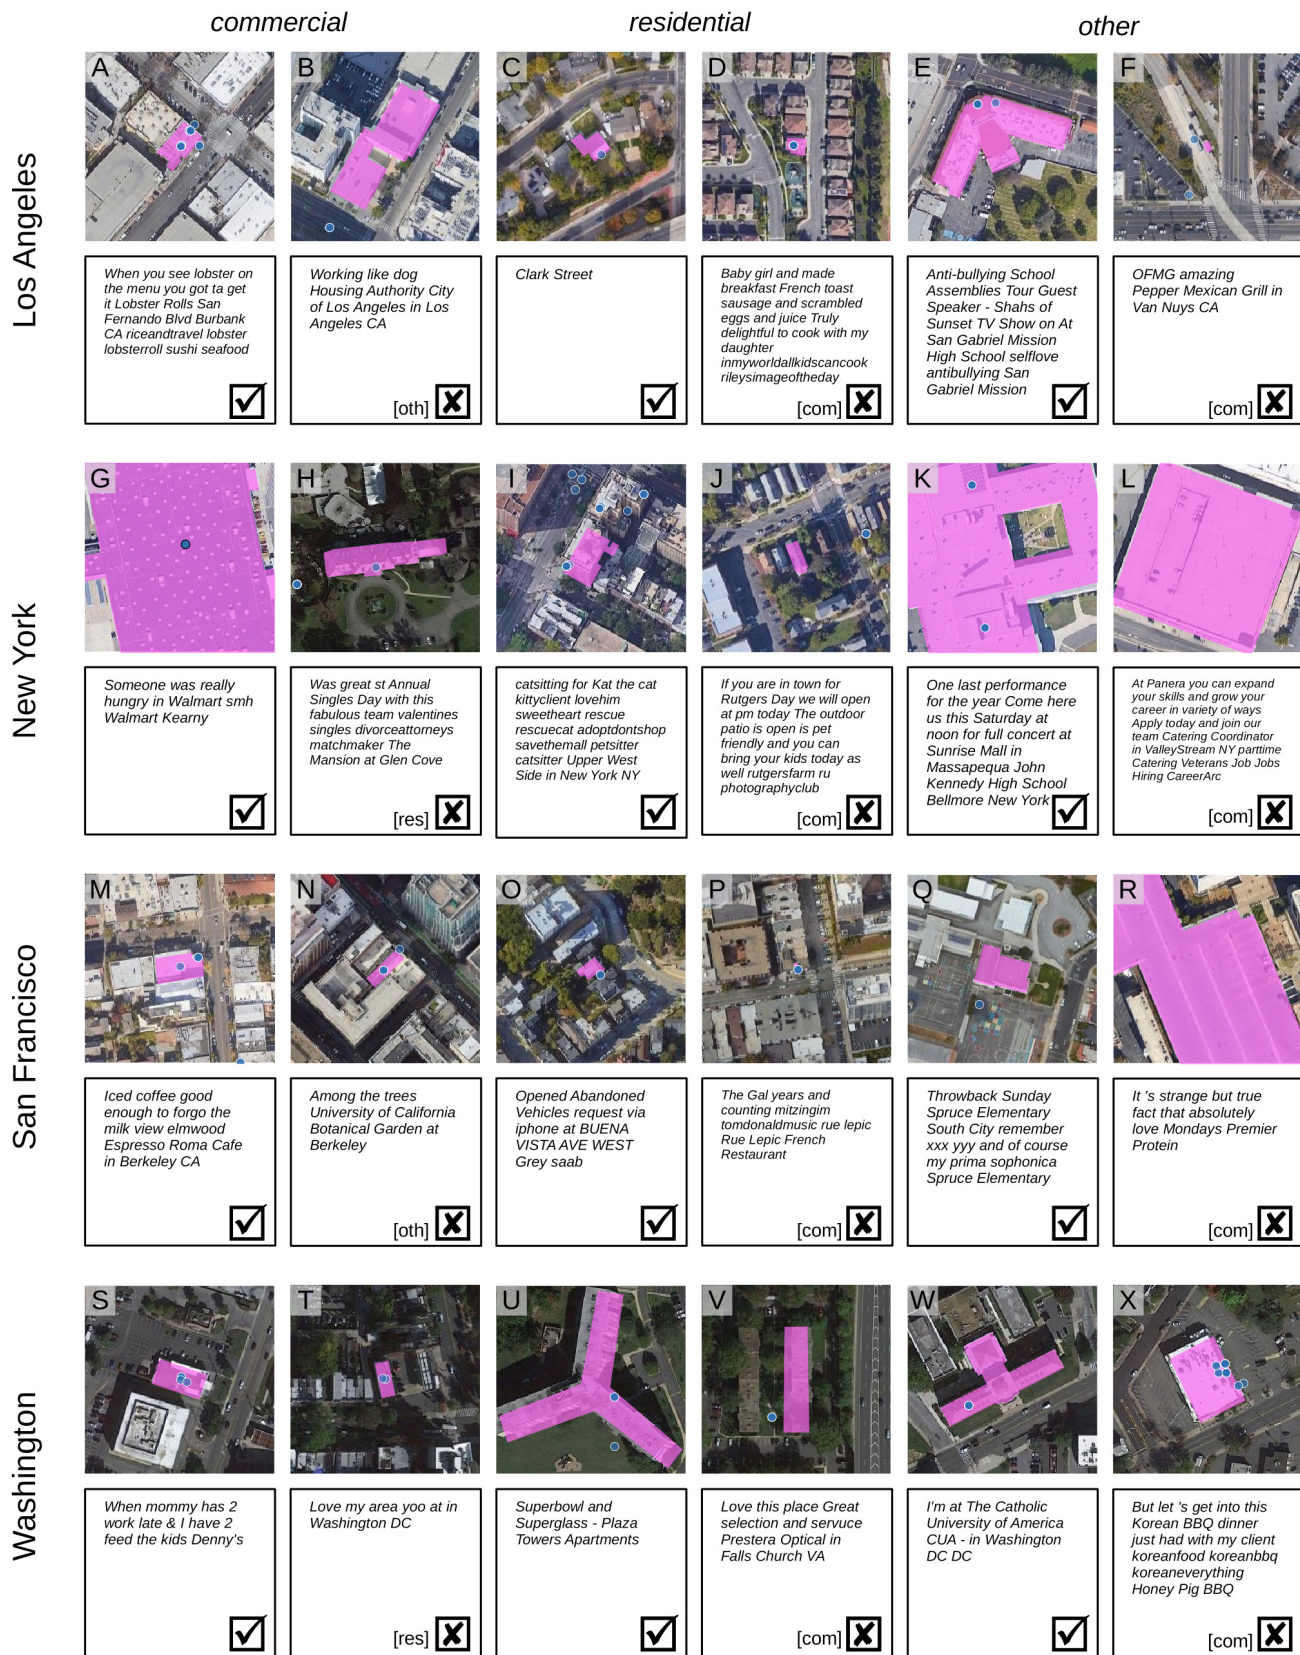 commercial residential other
Los Angeles
A B C D E F
When you see lobster on
the menu you got ta get
it Lobster Rolls San
Fernando Blvd Burbank
CA riceandtravel lobster
lobsterroll sushi seafood
Working like dog
Housing Authority City
of Los Angeles in Los
Angeles CA
[oth]
Clark Street
Baby girl and made
breakfast French toast
sausage and scrambled
eggs and juice Truly
delightful to cook with my
daughter
inmyworldallkidscancook
rileysimageoftheday
[com]
Anti-bullying School
Assemblies Tour Guest
Speaker - Shahs of
Sunset TV Show on At
San Gabriel Mission
High School selflove
antibullying San
Gabriel Mission
OFMG amazing
Pepper Mexican Grill in
Van Nuys CA
[com]
New York
G H I J K L
Someone was really
hungry in Walmart smh
Walmart Kearny
Was great st Annual
Singles Day with this
fabulous team valentines
singles divorceattorneys
matchmaker The
Mansion at Glen Cove
[res]
catsitting for Kat the cat
kittyclient lovehim
sweetheart rescue
rescuecat adoptdontshop
savethemall petsitter
catsitter Upper West
Side in New York NY
If you are in town for
Rutgers Day we will open
at pm today The outdoor
patio is open is pet
friendly and you can
bring your kids today as
well rutgersfarm ru
photographyclub
[com]
One last performance
for the year Come here
us this Saturday at
noon for full concert at
Sunrise Mall in
Massapequa John
Kennedy High School
Bellmore New York
At Panera you can expand
your skills and grow your
career in variety of ways
Apply today and join our
team Catering Coordinator
in ValleyStream NY parttime
Catering Veterans Job Jobs
Hiring CareerArc
[com]
San Francisco
M N O P Q R
Iced coffee good
enough to forgo the
milk view elmwood
Espresso Roma Cafe
in Berkeley CA
Among the trees
University of California
Botanical Garden at
Berkeley
[oth]
Opened Abandoned
Vehicles request via
iphone at BUENA
VISTA AVE WEST
Grey saab
The Gal years and
counting mitzingim
tomdonaldmusic rue lepic
Rue Lepic French
Restaurant
[com]
Throwback Sunday
Spruce Elementary
South City remember
xxx yyy and of course
my prima sophonica
Spruce Elementary
It 's strange but true
fact that absolutely
love Mondays Premier
Protein
[com]
Washington
S T U V W X
When mommy has 2
work late & I have 2
feed the kids Denny's
Love my area yoo at in
Washington DC
[res]
Superbowl and
Superglass - Plaza
Towers Apartments
Love this place Great
selection and servuce
Prestera Optical in
Falls Church VA
[com]
I'm at The Catholic
University of America
CUA - in Washington
DC DC
But let 's get into this
Korean BBQ dinner
just had with my client
koreanfood koreanbbq
koreaneverything
Honey Pig BBQ
[com]